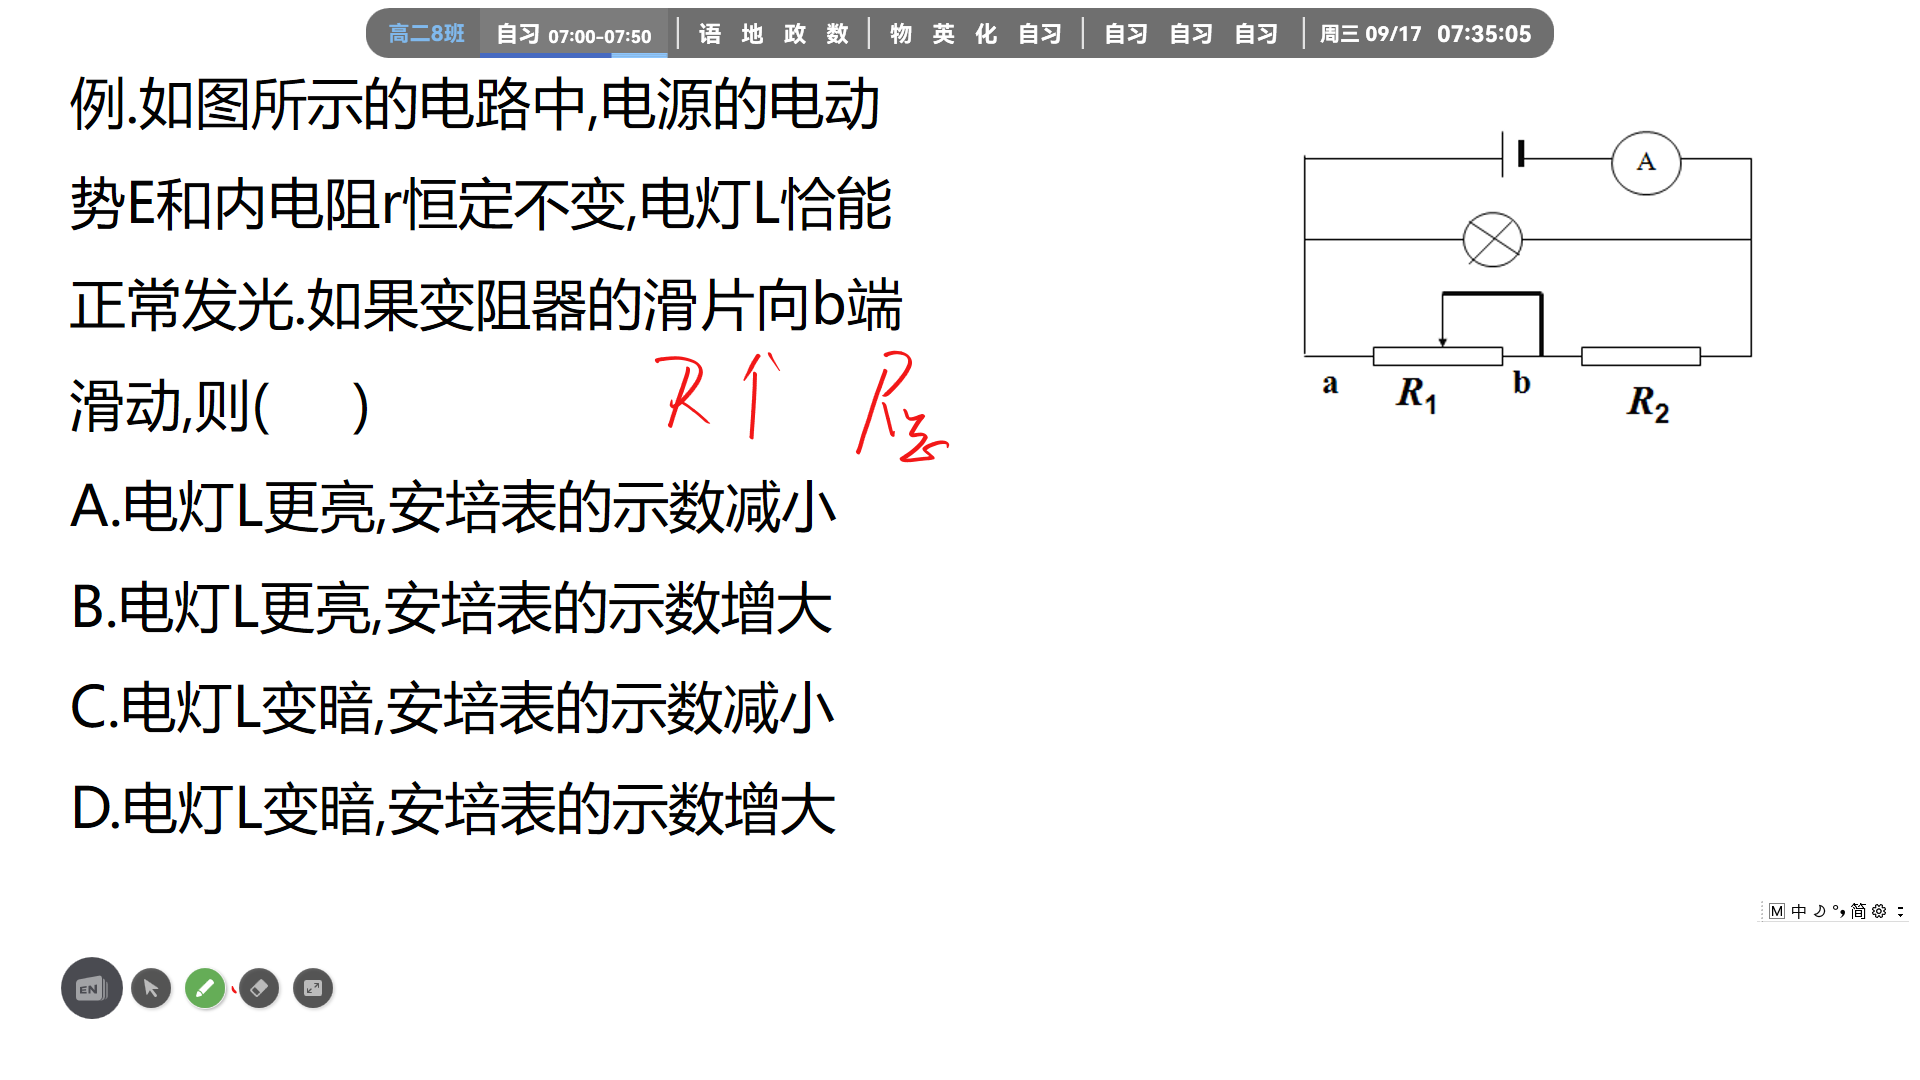 高二8班 自习 07:00-07:50 语 地 政 数 物 英 化 自习 自习 自习 自习 周三 09/17 07:35:05
例.如图所示的电路中,电源的电动
势E和内电阻r恒定不变,电灯L恰能
正常发光.如果变阻器的滑片向b端
滑动,则( )
R↑ R总
A.电灯L更亮,安培表的示数减小
B.电灯L更亮,安培表的示数增大
C.电灯L变暗,安培表的示数减小
D.电灯L变暗,安培表的示数增大
A
a R1 b R2
M 中 简
EN